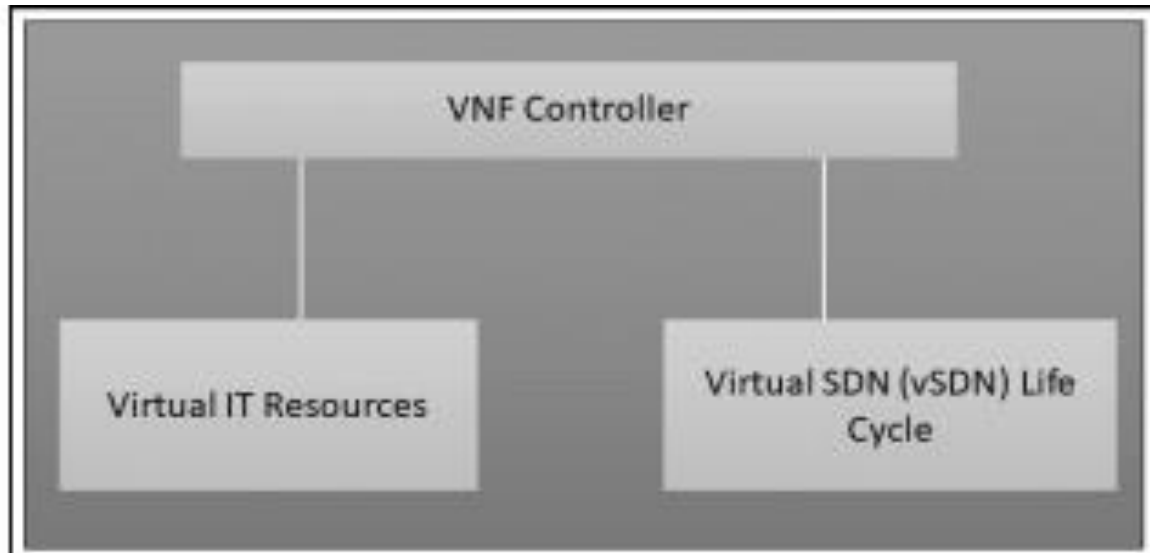 VNF Controller
Virtual IT Resources
Virtual SDN (vSDN) Life
Cycle